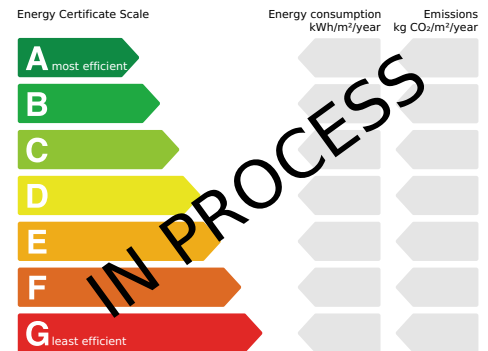 Energy Certificate Scale
Energy consumption
kWh/m²/year
Emissions
kg CO₂/m²/year
A most efficient
B
C
D
E
F
G least efficient
IN PROCESS